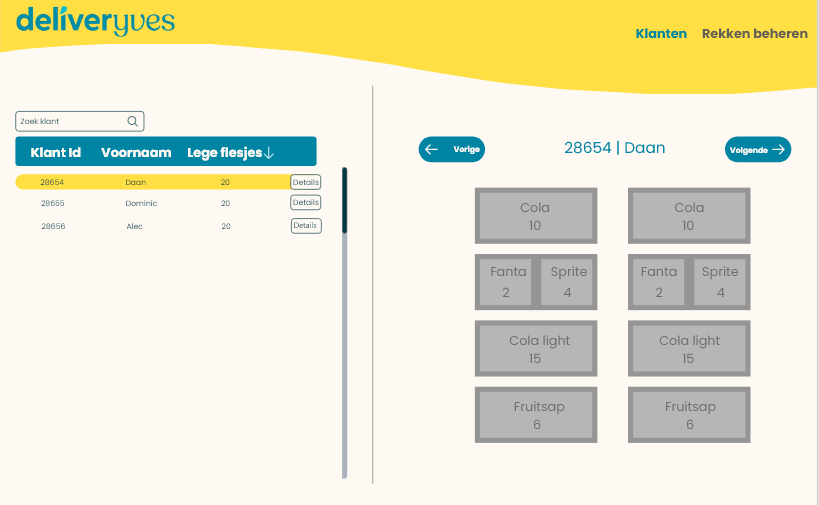 deliveryves
Klanten Rekken beheren
Zoek klant
Klant Id Voornaam Lege flesjes↓
28654 Daan 20 Details
28655 Dominic 20 Details
28656 Alec 20 Details
← Vorige
28654 | Daan
Volgende →
Cola
10
Cola
10
Fanta
2
Sprite
4
Fanta
2
Sprite
4
Cola light
15
Cola light
15
Fruitsap
6
Fruitsap
6